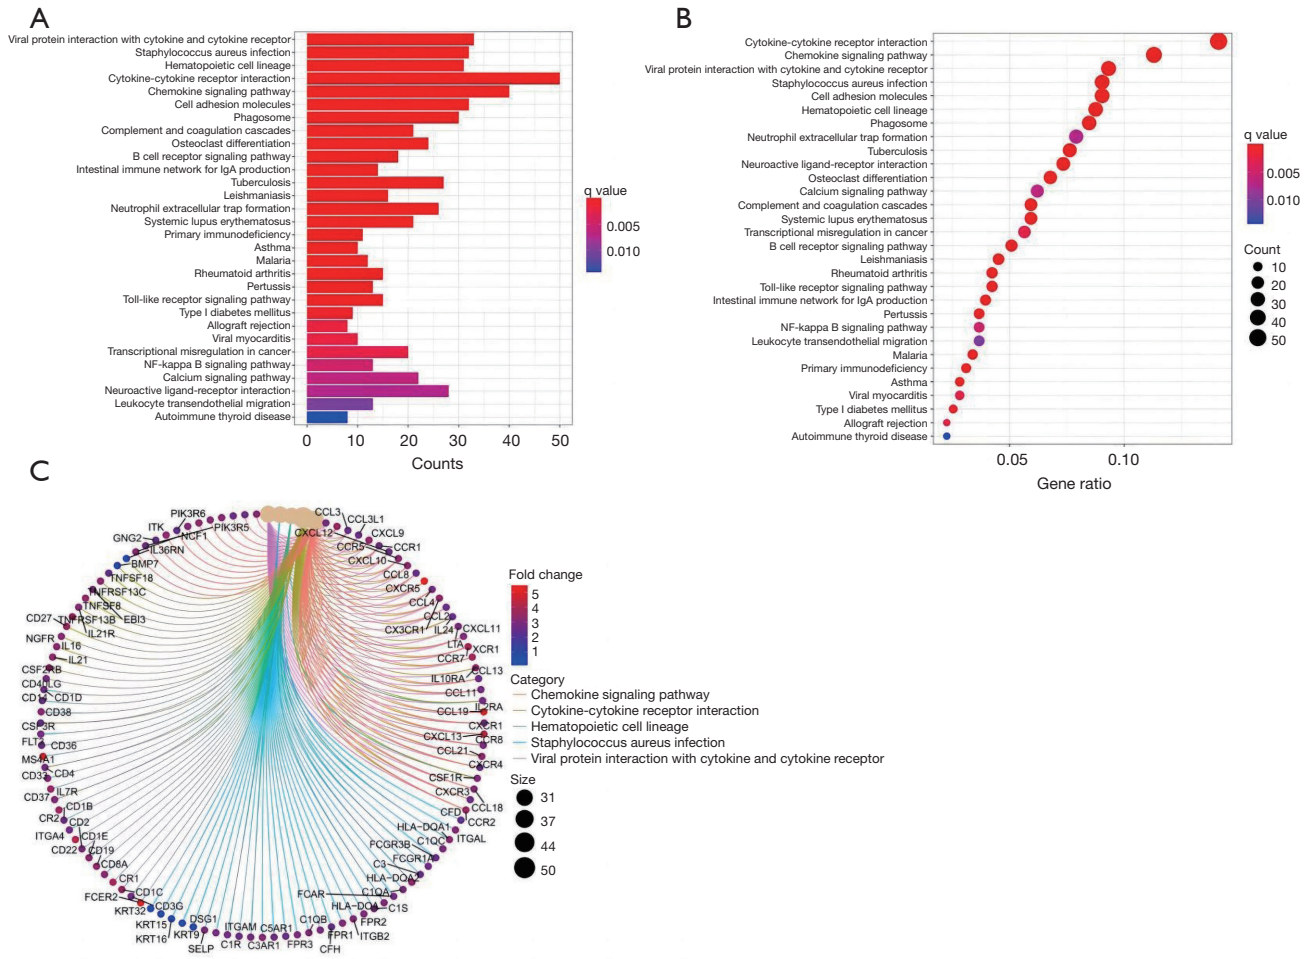 A
Viral protein interaction with cytokine and cytokine receptor
Staphylococcus aureus infection
Hematopoietic cell lineage
Cytokine-cytokine receptor interaction
Chemokine signaling pathway
Cell adhesion molecules
Phagosome
Complement and coagulation cascades
Osteoclast differentiation
B cell receptor signaling pathway
Intestinal immune network for IgA production
Tuberculosis
Leishmaniasis
Neutrophil extracellular trap formation
Systemic lupus erythematosus
Primary immunodeficiency
Asthma
Malaria
Rheumatoid arthritis
Pertussis
Toll-like receptor signaling pathway
Type I diabetes mellitus
Allograft rejection
Viral myocarditis
Transcriptional misregulation in cancer
NF-kappa B signaling pathway
Calcium signaling pathway
Neuroactive ligand-receptor interaction
Leukocyte transendothelial migration
Autoimmune thyroid disease
0 10 20 30 40 50
Counts
q value
0.005
0.010
B
Cytokine-cytokine receptor interaction
Chemokine signaling pathway
Viral protein interaction with cytokine and cytokine receptor
Staphylococcus aureus infection
Cell adhesion molecules
Hematopoietic cell lineage
Phagosome
Neutrophil extracellular trap formation
Tuberculosis
Neuroactive ligand-receptor interaction
Osteoclast differentiation
Calcium signaling pathway
Complement and coagulation cascades
Systemic lupus erythematosus
Transcriptional misregulation in cancer
B cell receptor signaling pathway
Leishmaniasis
Rheumatoid arthritis
Toll-like receptor signaling pathway
Intestinal immune network for IgA production
Pertussis
NF-kappa B signaling pathway
Leukocyte transendothelial migration
Malaria
Primary immunodeficiency
Asthma
Viral myocarditis
Type I diabetes mellitus
Allograft rejection
Autoimmune thyroid disease
0.05 0.10
Gene ratio
q value
0.005
0.010
Count
10
20
30
40
50
C
CCL3
CCL3L1
CXCL12
CXCL9
CCR5
CCR1
CXCL10
CCL8
CXCR5
CCL4
CCL2
CX3CR1
IL24
CXCL11
LTA
XCR1
CCR7
CCL13
IL10RA
CCL11
IL2RA
CCL19
CXCR1
CXCL13
CCR8
CCL21
CXCR4
CSF1R
CXCR3
CCL18
CFD
CCR2
HLA-DQA1
ITGAL
C1QC
FCGR3B
FCGR1A
C3
HLA-DQA2
C1QA
FCAR
HLA-DOA
C1S
FPR2
ITGB2
FPR1
C1QB
CFH
FPR3
C5AR1
C3AR1
ITGAM
C1R
SELP
DSG1
KRT9
KRT16
KRT15
KRT32
CD3G
FCER2
CD1C
CR1
CD8A
CD19
CD22
CD1E
ITGA4
CD2
CR2
CD1B
CD37
IL7R
CD33
CD4
MS4A1
CD36
FLT3
CSF3R
CD38
CD14
CD1D
CD40LG
CSF2RB
IL21
IL16
NGFR
IL21R
CD27
TNFRSF13B
EBI3
TNFSF8
TNFRSF13C
TNFSF18
BMP7
IL36RN
GNG2
NCF1
ITK
PIK3R5
PIK3R6
Fold change
5
4
3
2
1
Category
Chemokine signaling pathway
Cytokine-cytokine receptor interaction
Hematopoietic cell lineage
Staphylococcus aureus infection
Viral protein interaction with cytokine and cytokine receptor
Size
31
37
44
50